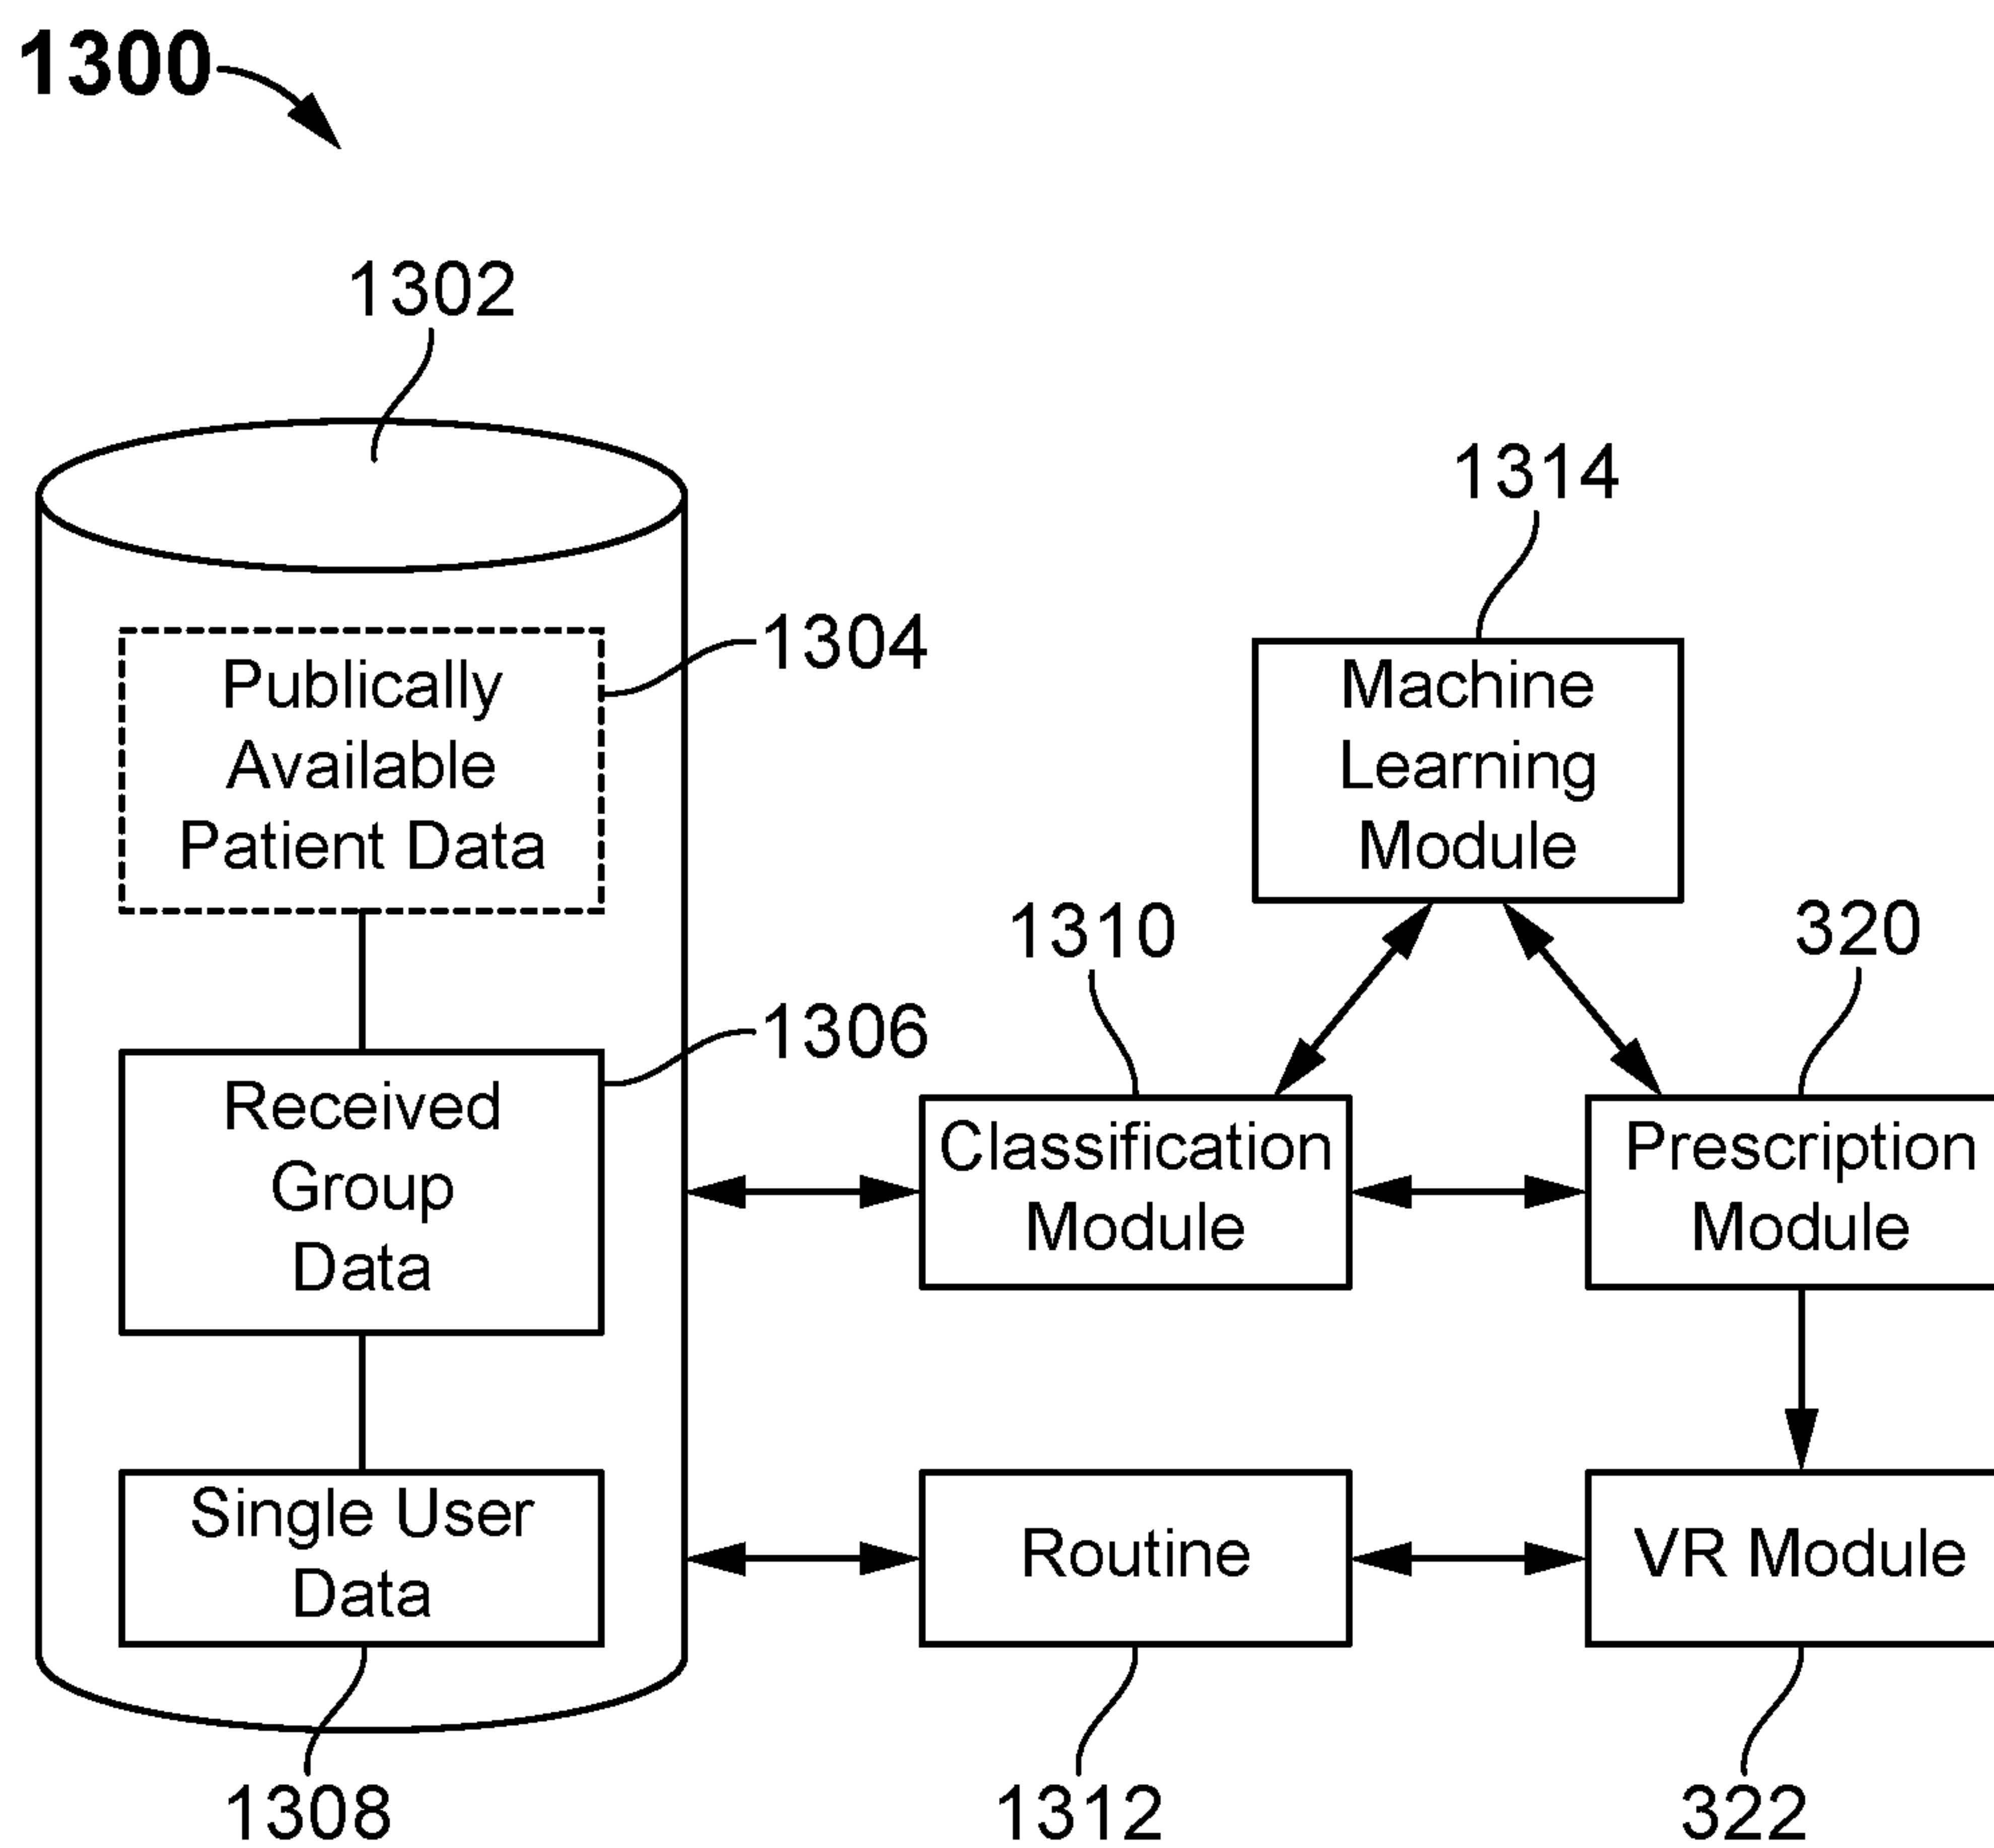 1300
1302
1314
Publically
Available
Patient Data
1304
Machine
Learning
Module
1310
320
1306
Received
Group
Data
Classification
Module
Prescription
Module
Single User
Data
Routine
VR Module
1308
1312
322